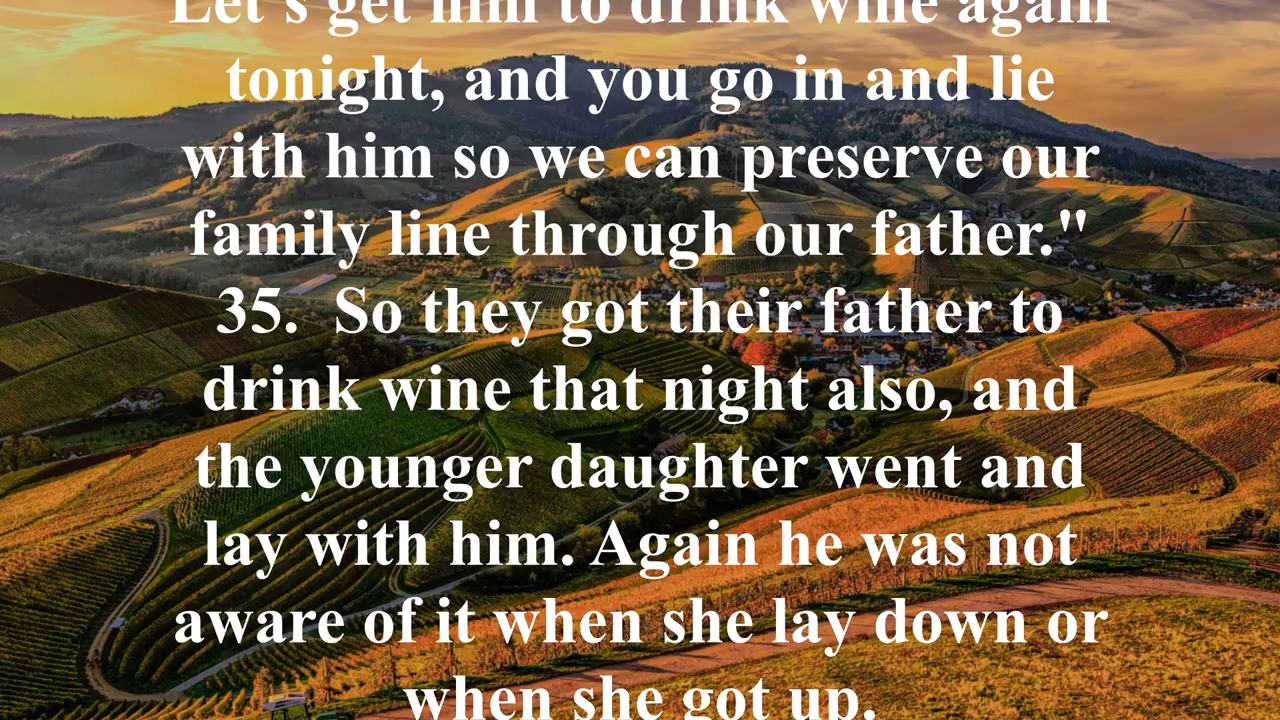 Let's get him to drink wine again
tonight, and you go in and lie
with him so we can preserve our
family line through our father."
35.  So they got their father to
drink wine that night also, and
the younger daughter went and
lay with him. Again he was not
aware of it when she lay down or
when she got up.